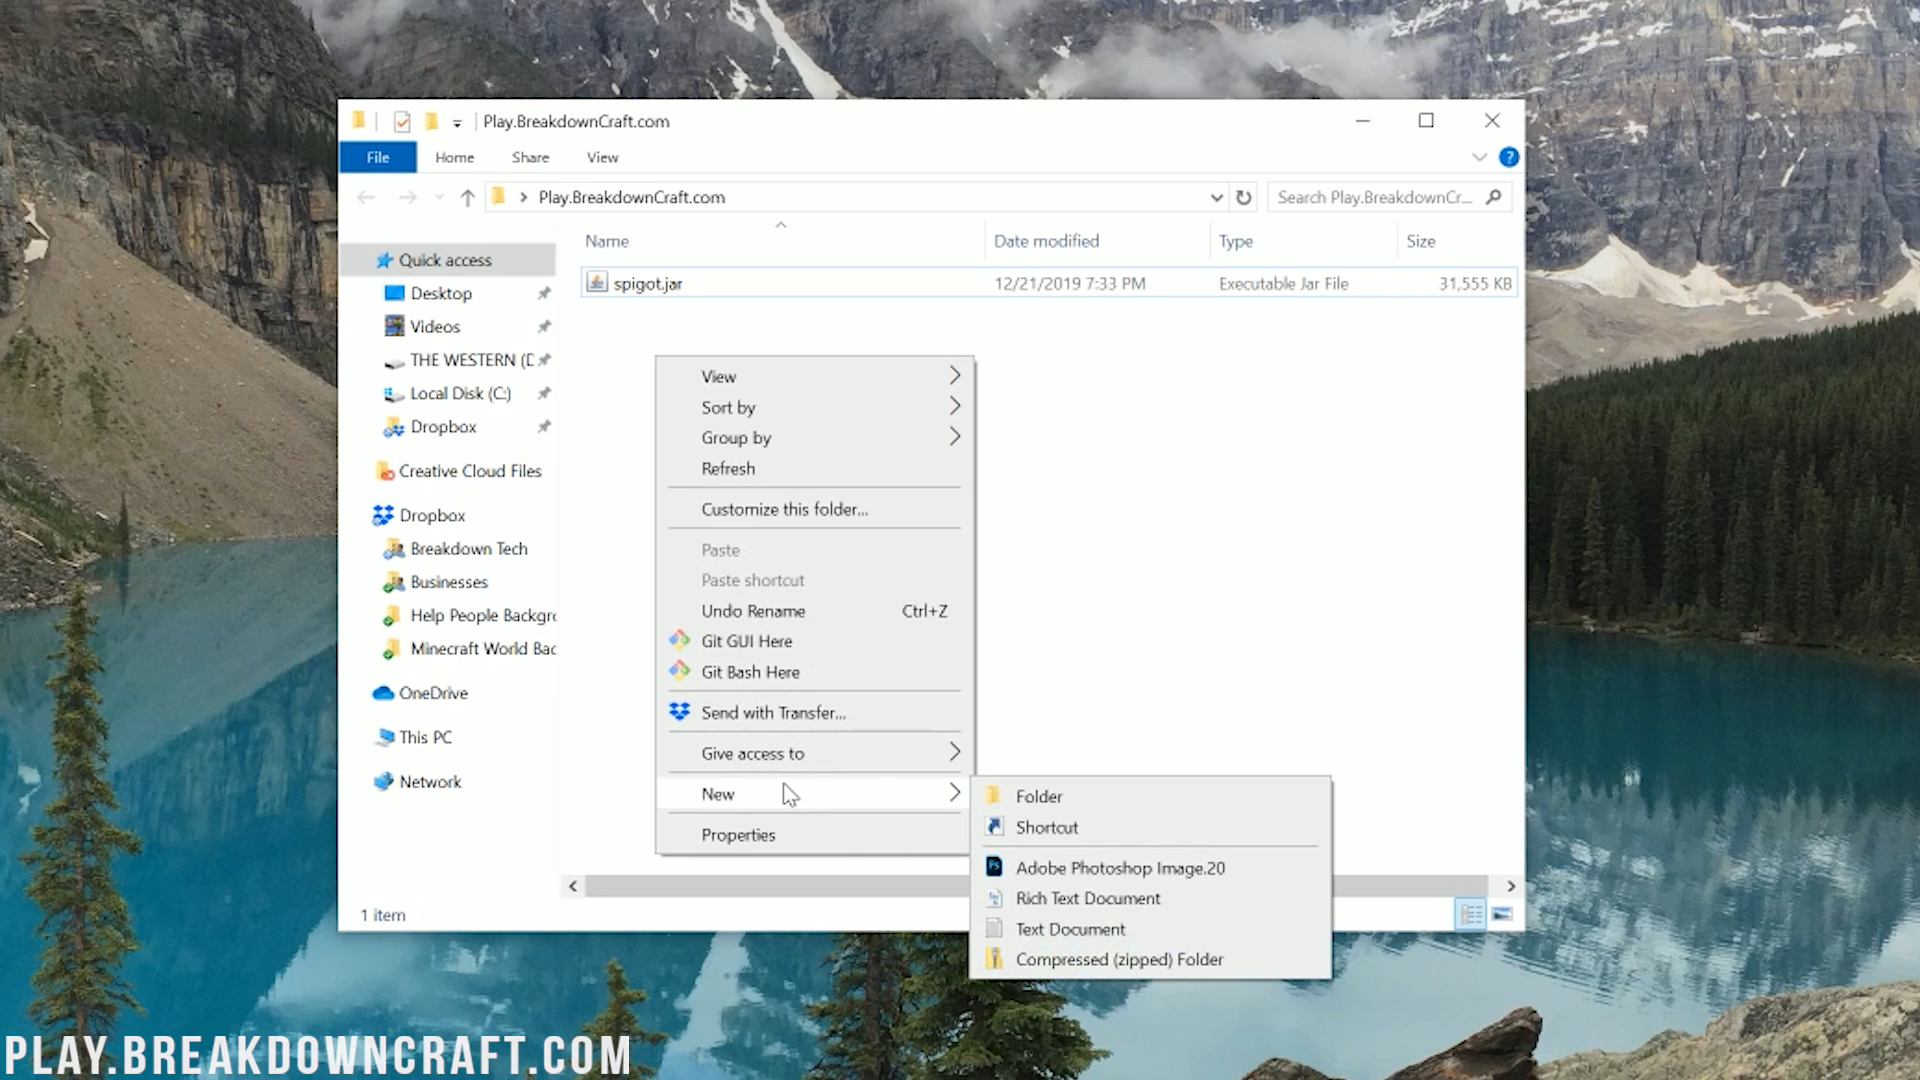 Play.BreakdownCraft.com
File Home Share View
Play.BreakdownCraft.com
Search Play.BreakdownCr...
Name Date modified Type Size
spigot.jar 12/21/2019 7:33 PM Executable Jar File 31,555 KB
Quick access
Desktop
Videos
THE WESTERN (D
Local Disk (C:)
Dropbox
Creative Cloud Files
Dropbox
Breakdown Tech
Businesses
Help People Backgro
Minecraft World Bac
OneDrive
This PC
Network
View
Sort by
Group by
Refresh
Customize this folder...
Paste
Paste shortcut
Undo Rename Ctrl+Z
Git GUI Here
Git Bash Here
Send with Transfer...
Give access to
New
Properties
Folder
Shortcut
Adobe Photoshop Image.20
Rich Text Document
Text Document
Compressed (zipped) Folder
1 item
PLAY.BREAKDOWNCRAFT.COM